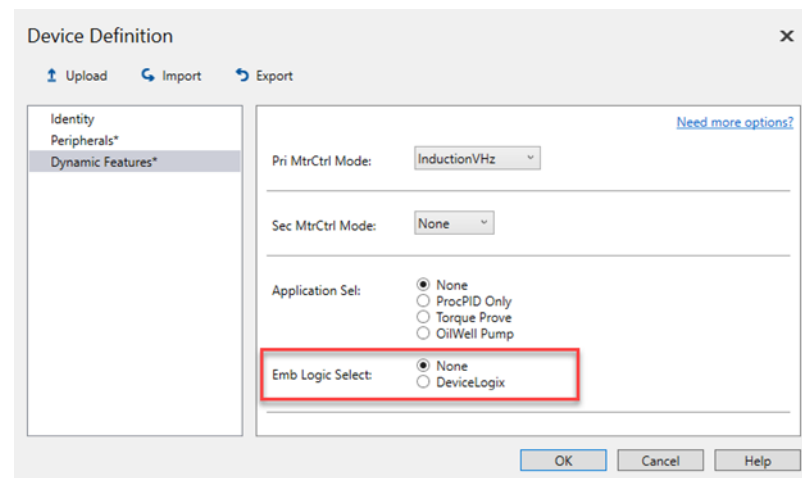 Device Definition
Upload Import Export
Identity
Peripherals*
Dynamic Features*
Need more options?
Pri MtrCtrl Mode: InductionVHz
Sec MtrCtrl Mode: None
Application Sel: None
ProcPID Only
Torque Prove
OilWell Pump
Emb Logic Select: None
DeviceLogix
OK Cancel Help